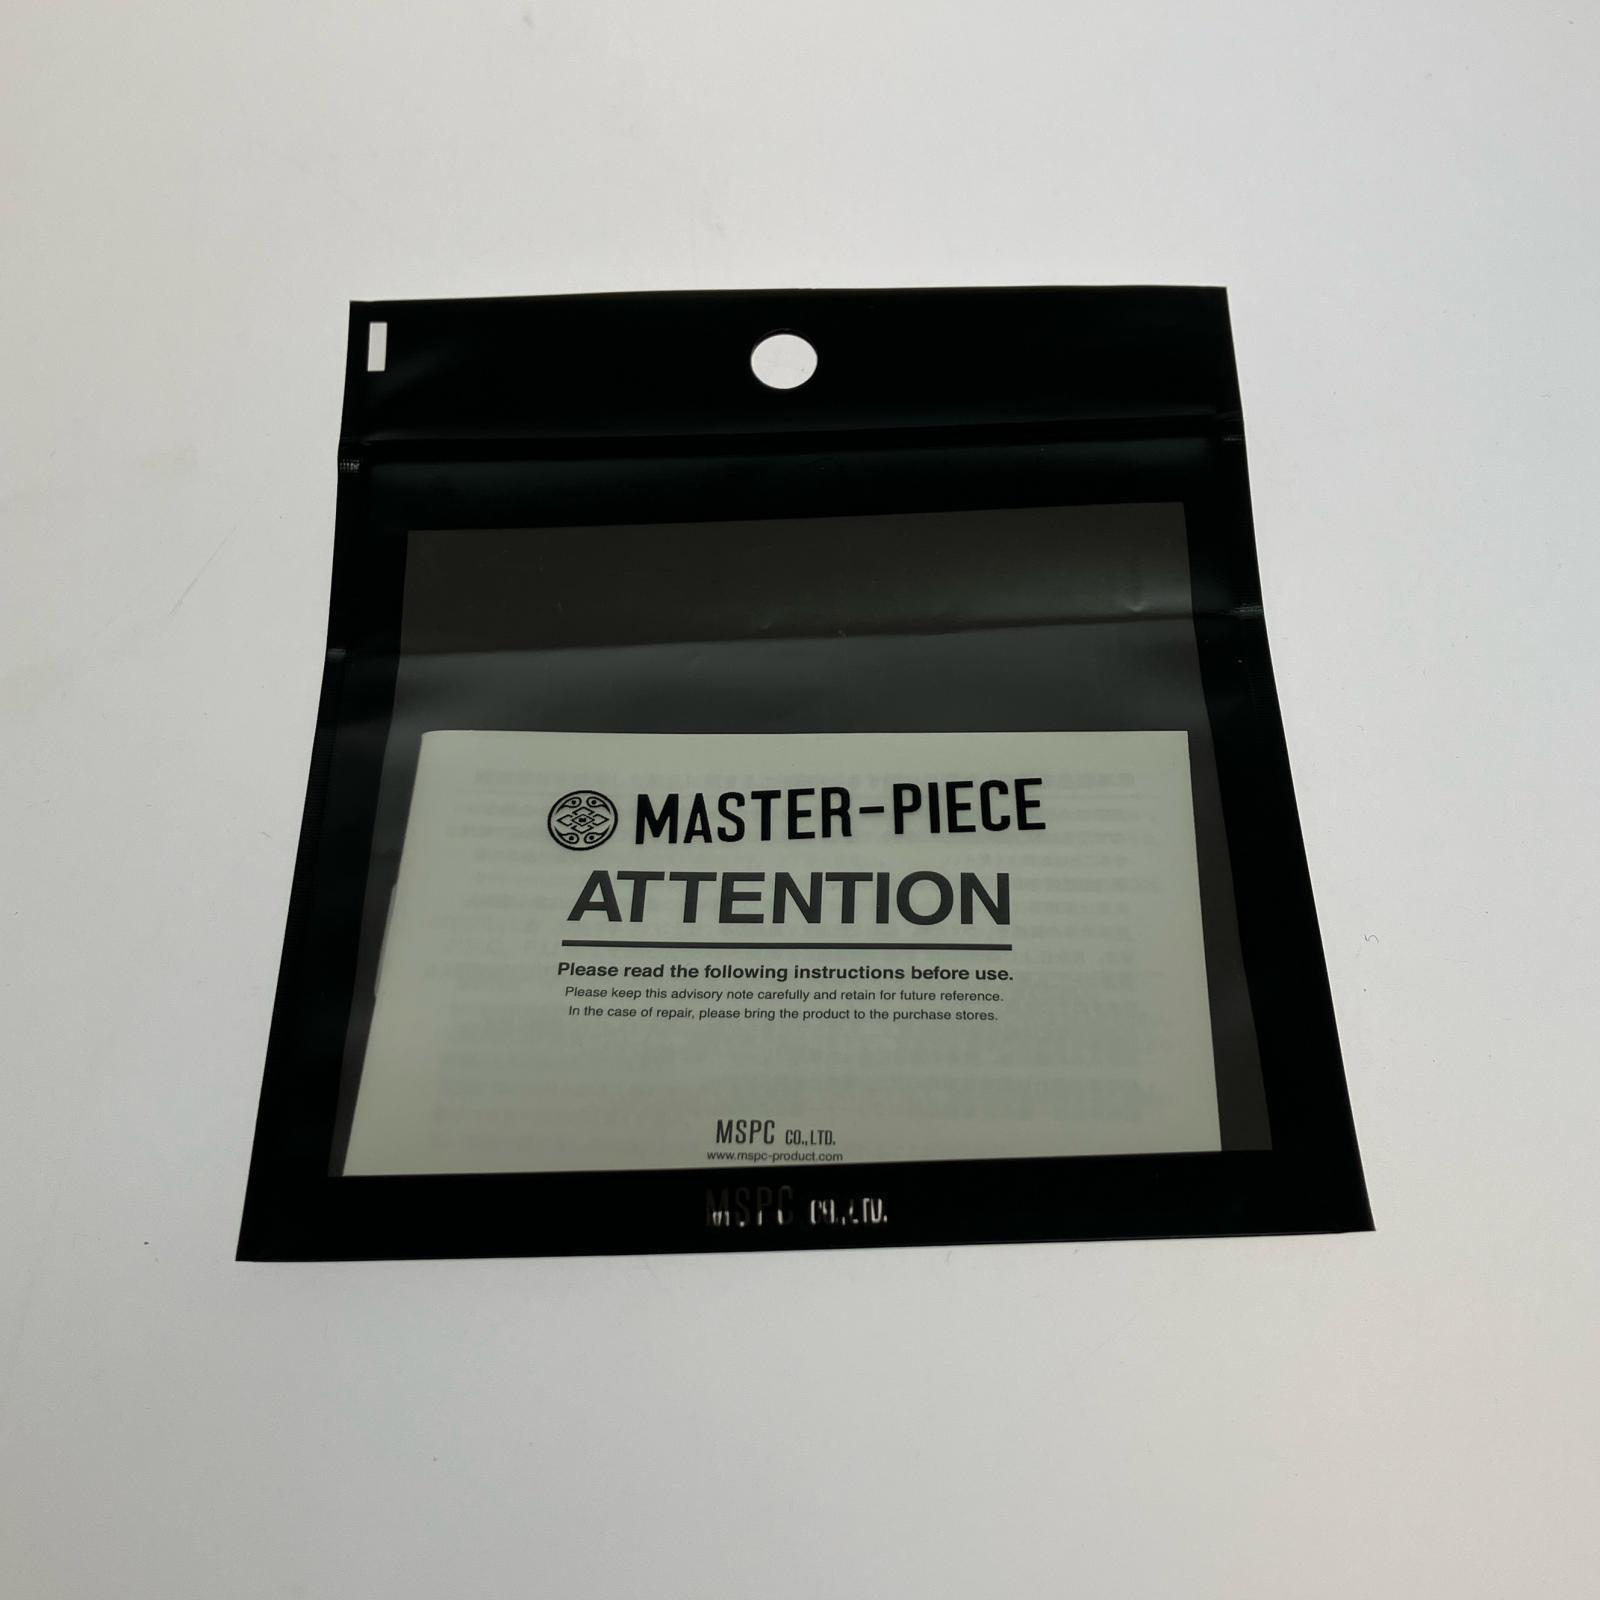 MASTER-PIECE
ATTENTION
Please read the following instructions before use.
Please keep this advisory note carefully and retain for future reference.
In the case of repair, please bring the product to the purchase stores.
MSPC CO.,LTD.
www.mspc-product.com
MSPC CO.,LTD.